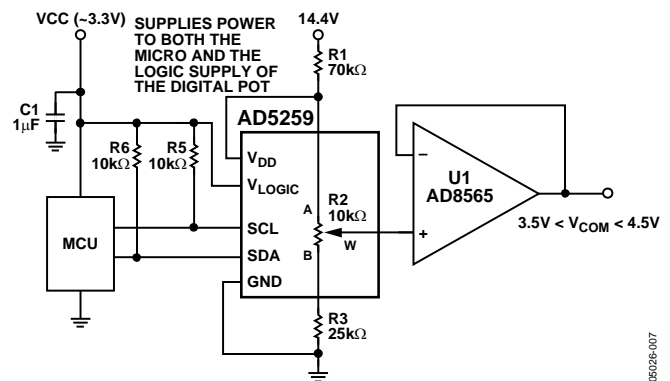 VCC (~3.3V)
SUPPLIES POWER
TO BOTH THE
MICRO AND THE
LOGIC SUPPLY OF
THE DIGITAL POT
14.4V
R1
70kΩ
C1
1µF
R6
10kΩ
R5
10kΩ
AD5259
VDD
VLOGIC
SCL
SDA
GND
MCU
A
R2
10kΩ
B
W
R3
25kΩ
–
+
U1
AD8565
3.5V < VCOM < 4.5V
05026-007